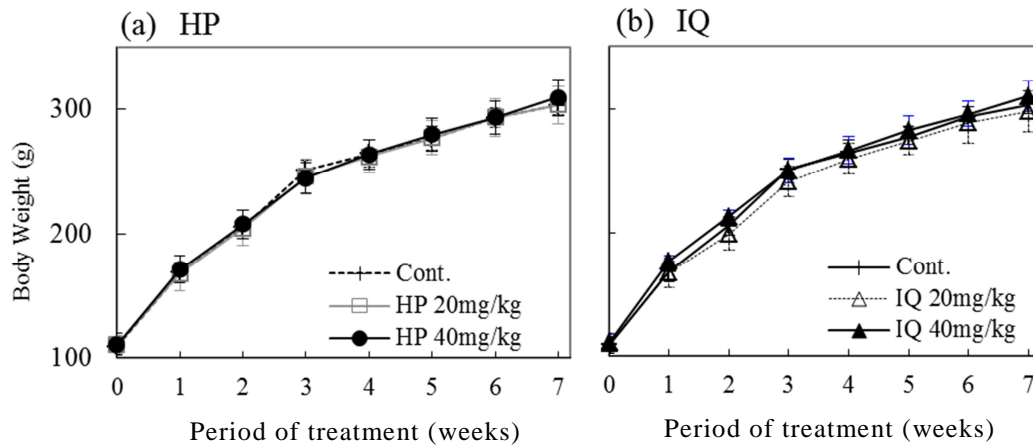 (a) HP
(b) IQ
Body Weight (g)
300
200
100
Cont.
HP 20mg/kg
HP 40mg/kg
0 1 2 3 4 5 6 7
Period of treatment (weeks)
Cont.
IQ 20mg/kg
IQ 40mg/kg
0 1 2 3 4 5 6 7
Period of treatment (weeks)